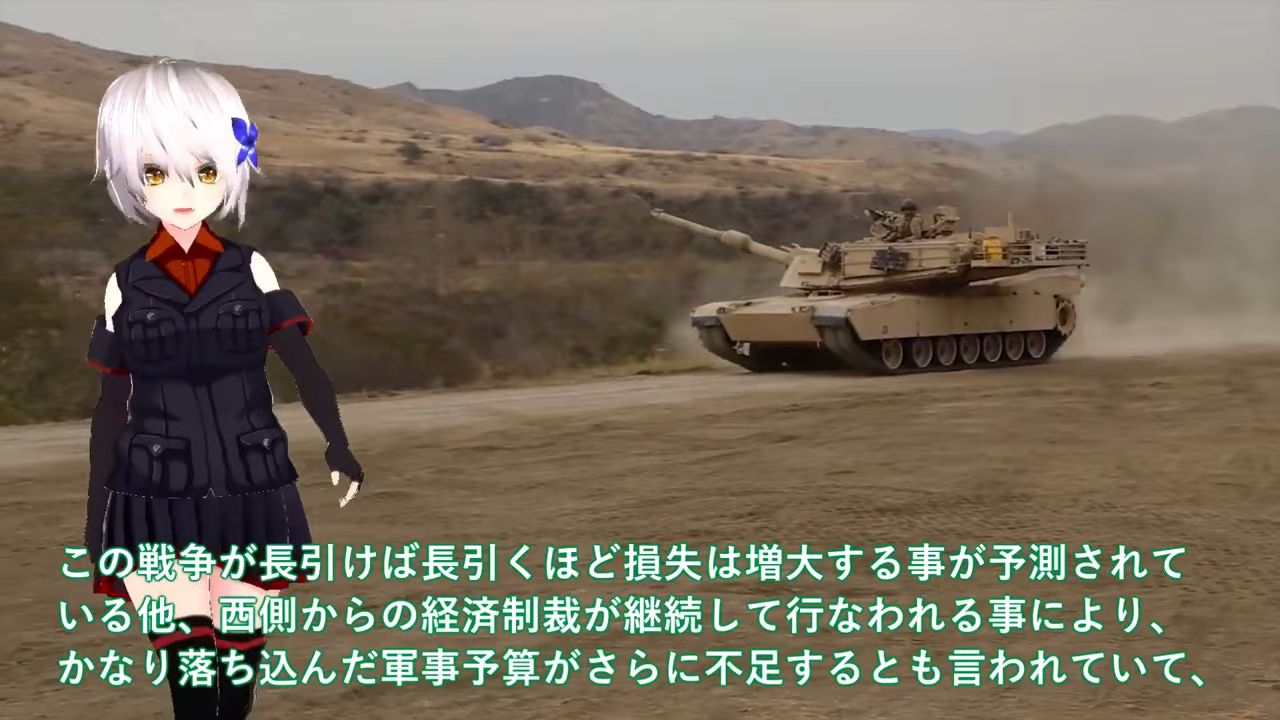 この戦争が長引けば長引くほど損失は増大する事が予測されて
いる他、西側からの経済制裁が継続して行なわれる事により、
かなり落ち込んだ軍事予算がさらに不足するとも言われていて、